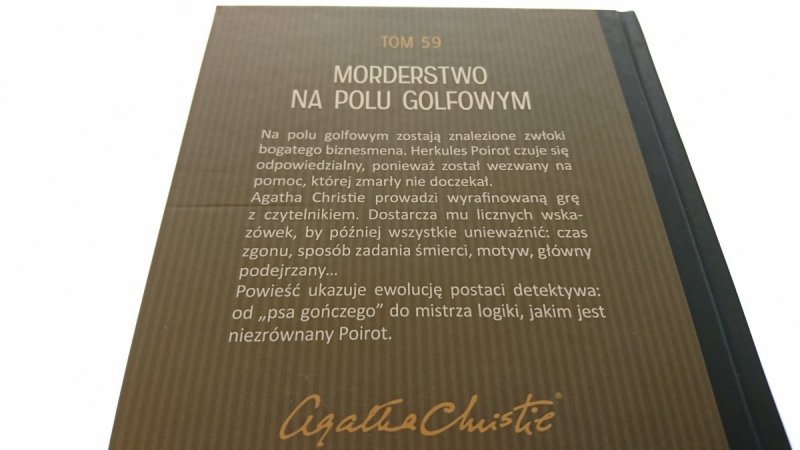 TOM 59
MORDERSTWO
NA POLU GOLFOWYM
Na polu golfowym zostają znalezione zwłoki
bogatego biznesmena. Herkules Poirot czuje się
odpowiedzialny, ponieważ został wezwany na
pomoc, której zmarły nie doczekał.
Agatha Christie prowadzi wyrafinowaną grę
z czytelnikiem. Dostarcza mu licznych wska-
zówek, by później wszystkie unieważnić: czas
zgonu, sposób zadania śmierci, motyw, główny
podejrzany...
Powieść ukazuje ewolucję postaci detektywa:
od „psa gończego” do mistrza logiki, jakim jest
niezrównany Poirot.
Agatha Christie®